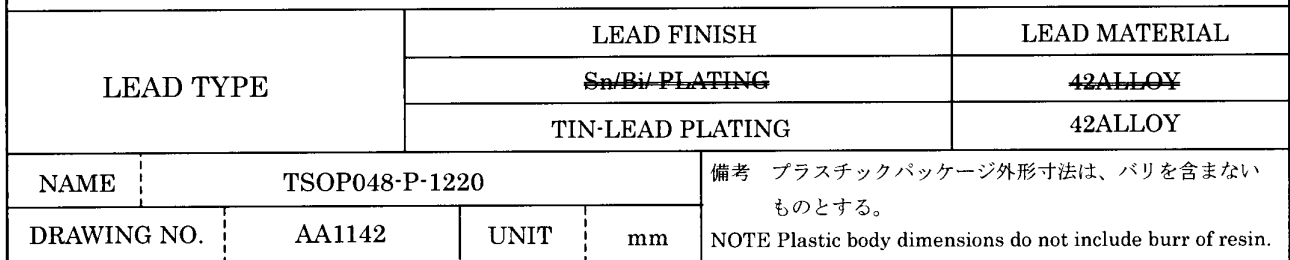 LEAD TYPE
LEAD FINISH
LEAD MATERIAL
Sn/Bi/ PLATING
42ALLOY
TIN-LEAD PLATING
42ALLOY
NAME
TSOP048-P-1220
DRAWING NO.
AA1142
UNIT
mm
備考 プラスチックパッケージ外形寸法は、バリを含まない
ものとする。
NOTE Plastic body dimensions do not include burr of resin.